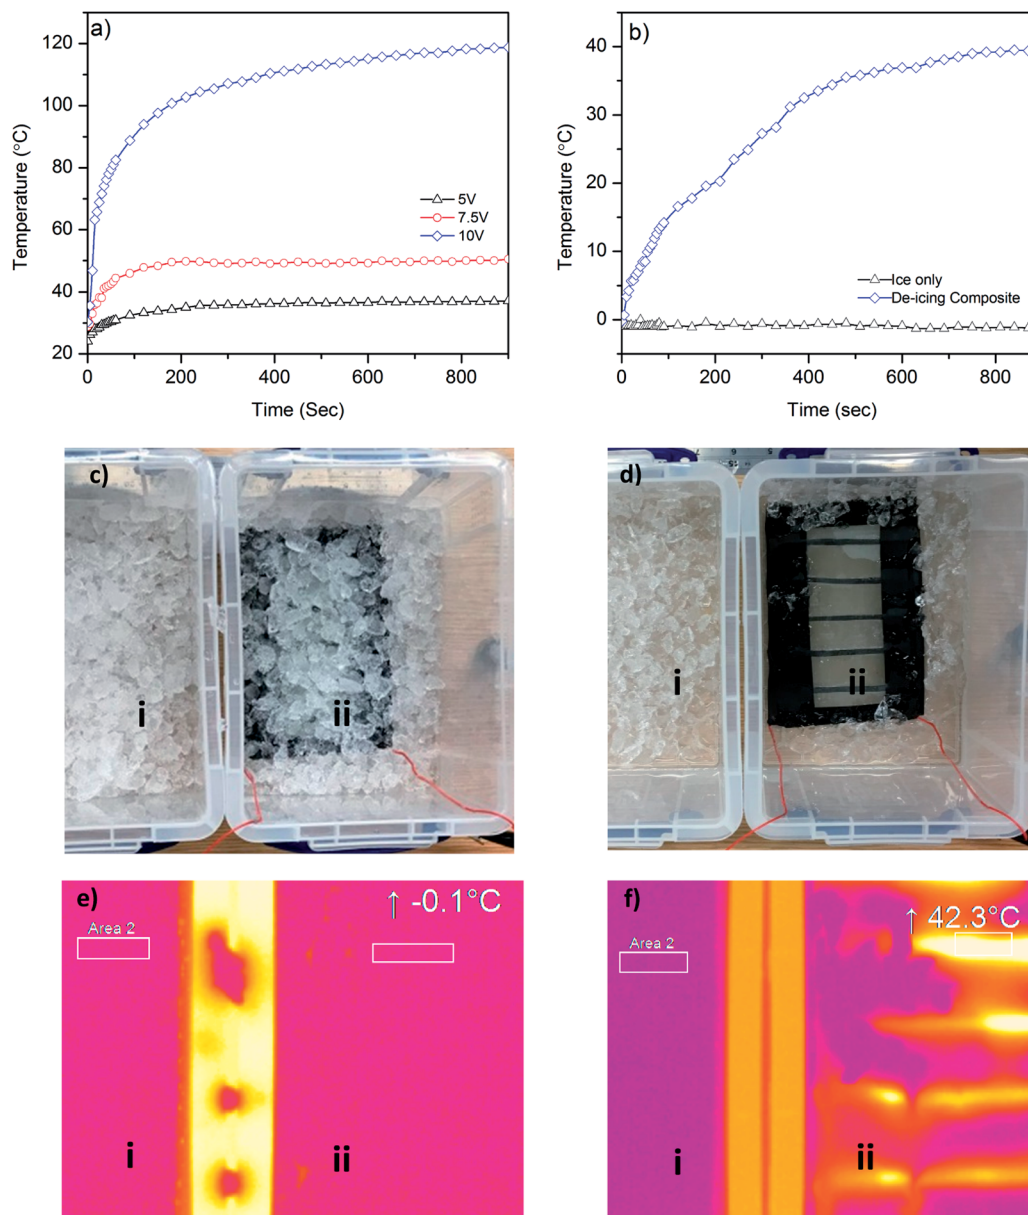 a)
120
100
80
60
40
20
Temperature (°C)
5V
7.5V
10V
0
200
400
600
800
Time (Sec)
b)
40
30
20
10
0
Temperature (°C)
Ice only
De-icing Composite
0
200
400
600
800
Time (sec)
c)
i
ii
d)
i
ii
e)
↑ -0.1°C
Area 2
i
ii
f)
↑ 42.3°C
Area 2
i
ii